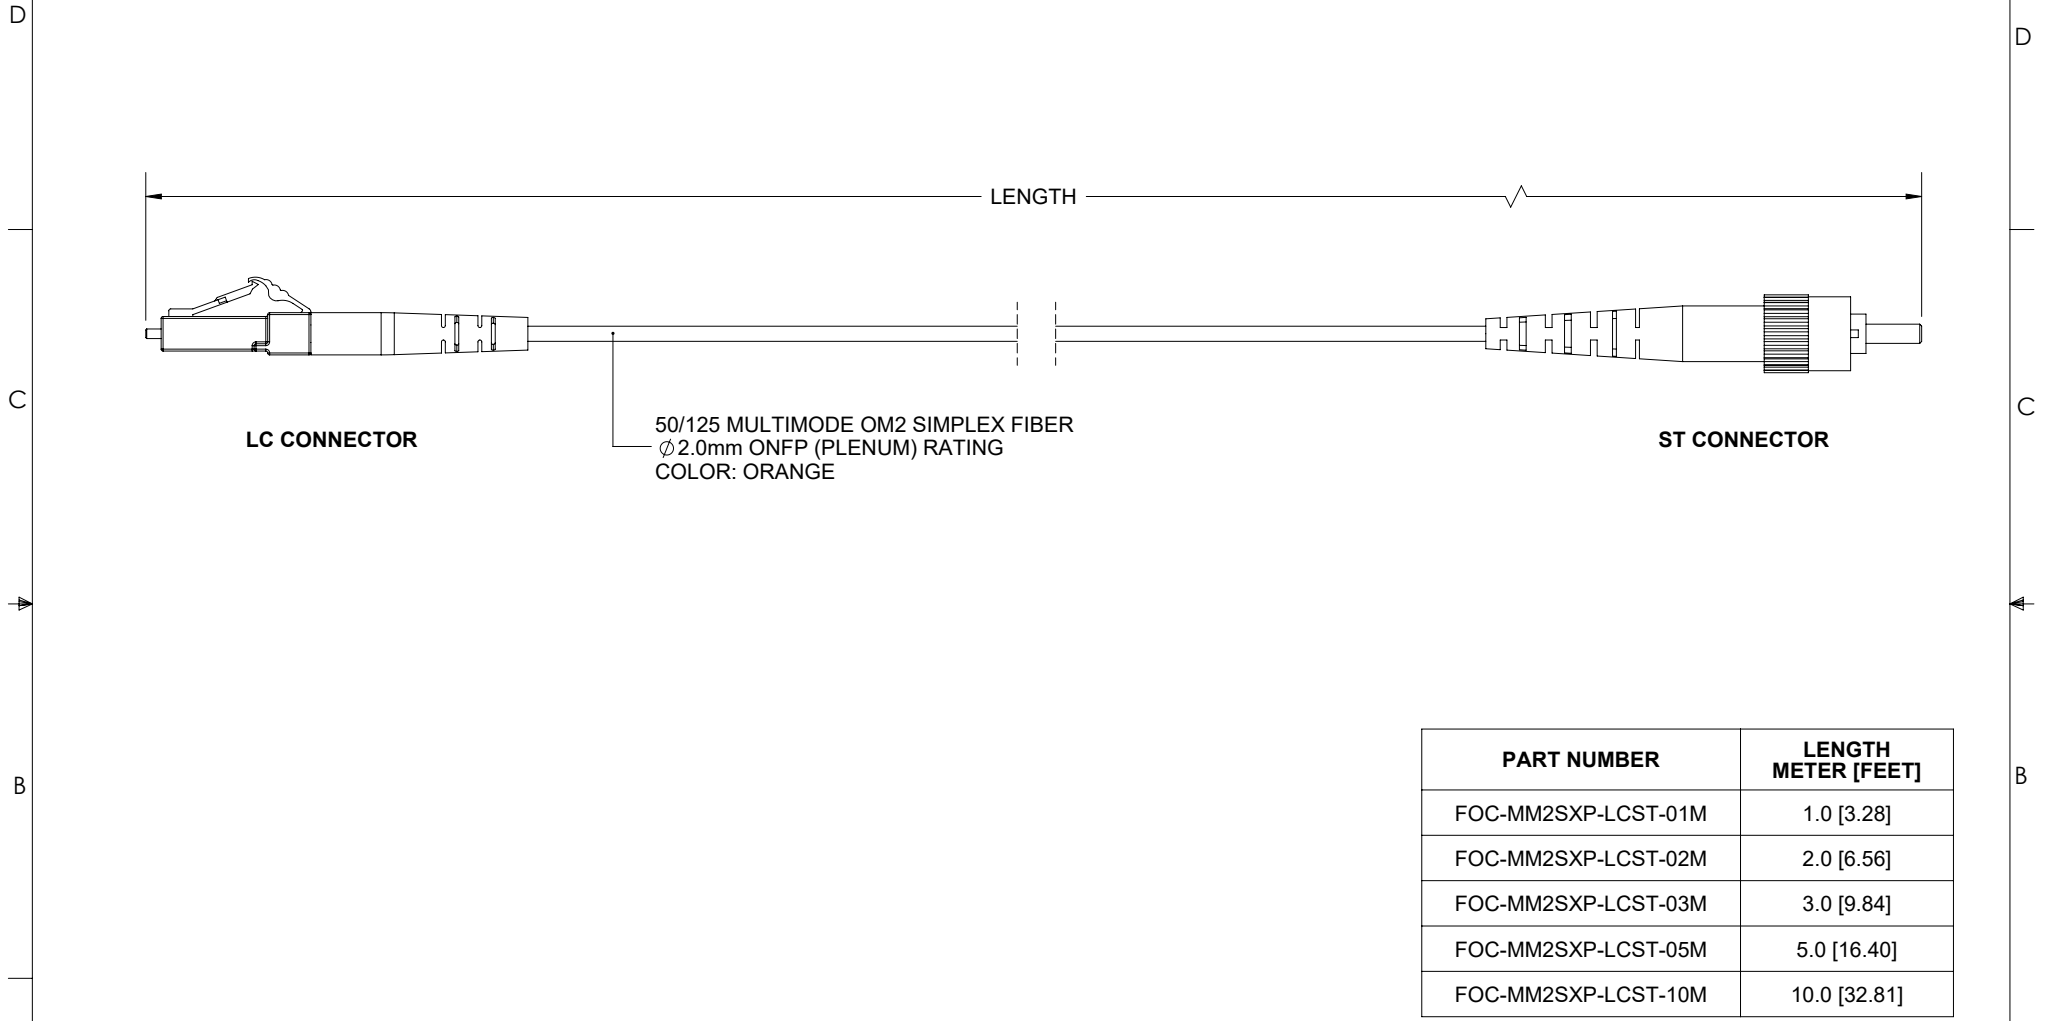 D
D
LENGTH
C
C
LC CONNECTOR
50/125 MULTIMODE OM2 SIMPLEX FIBER
∅2.0mm ONFP (PLENUM) RATING
COLOR: ORANGE
ST CONNECTOR
B
B
PART NUMBER
LENGTH
METER [FEET]
FOC-MM2SXP-LCST-01M
1.0 [3.28]
FOC-MM2SXP-LCST-02M
2.0 [6.56]
FOC-MM2SXP-LCST-03M
3.0 [9.84]
FOC-MM2SXP-LCST-05M
5.0 [16.40]
FOC-MM2SXP-LCST-10M
10.0 [32.81]